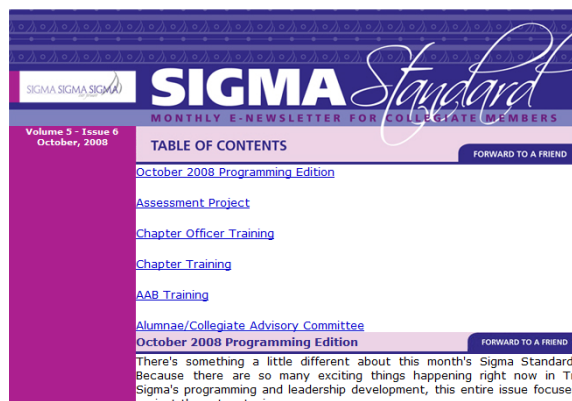 SIGMA SIGMA SIGMA
SIGMA Standard
MONTHLY E-NEWSLETTER FOR COLLEGIATE MEMBERS
Volume 5 - Issue 6
October, 2008
TABLE OF CONTENTS
FORWARD TO A FRIEND
October 2008 Programming Edition
Assessment Project
Chapter Officer Training
Chapter Training
AAB Training
Alumnae/Collegiate Advisory Committee
October 2008 Programming Edition
FORWARD TO A FRIEND
There's something a little different about this month's Sigma Standard
Because there are so many exciting things happening right now in
Sigma's programming and leadership development, this entire issue